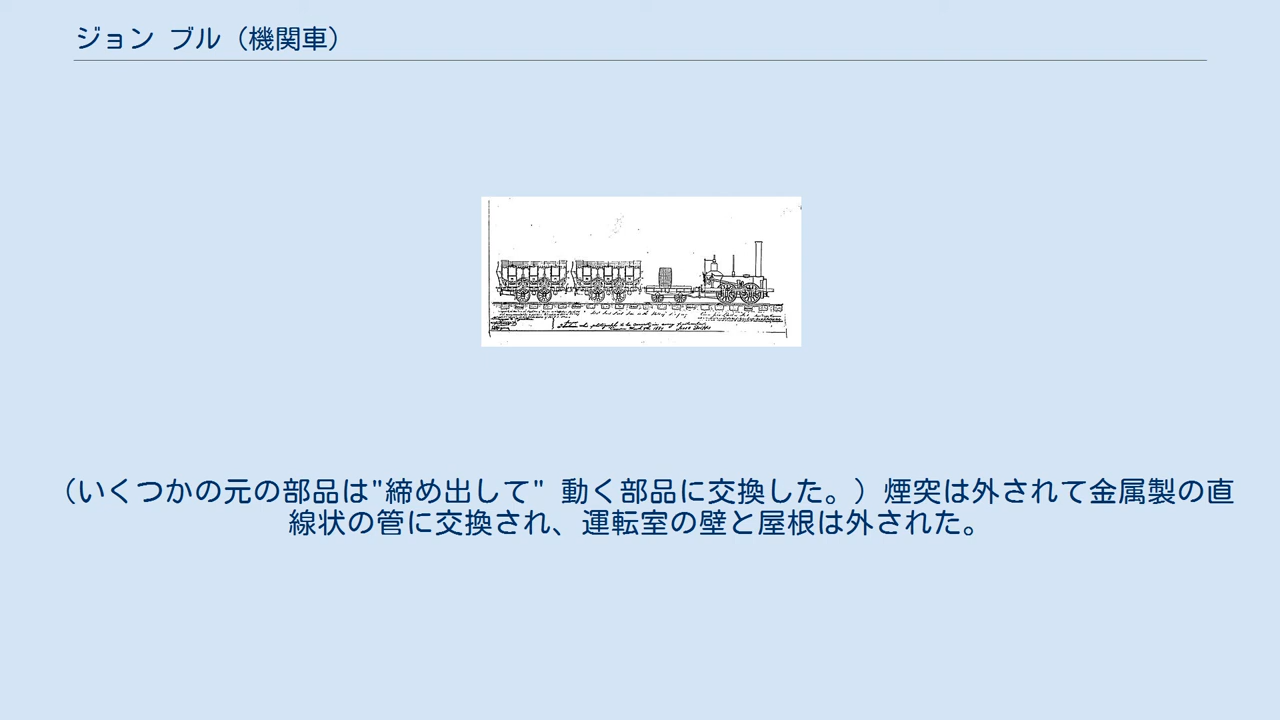 ジョン ブル（機関車）
（いくつかの元の部品は"締め出して" 動く部品に交換した。）煙突は外されて金属製の直
線状の管に交換され、運転室の壁と屋根は外された。